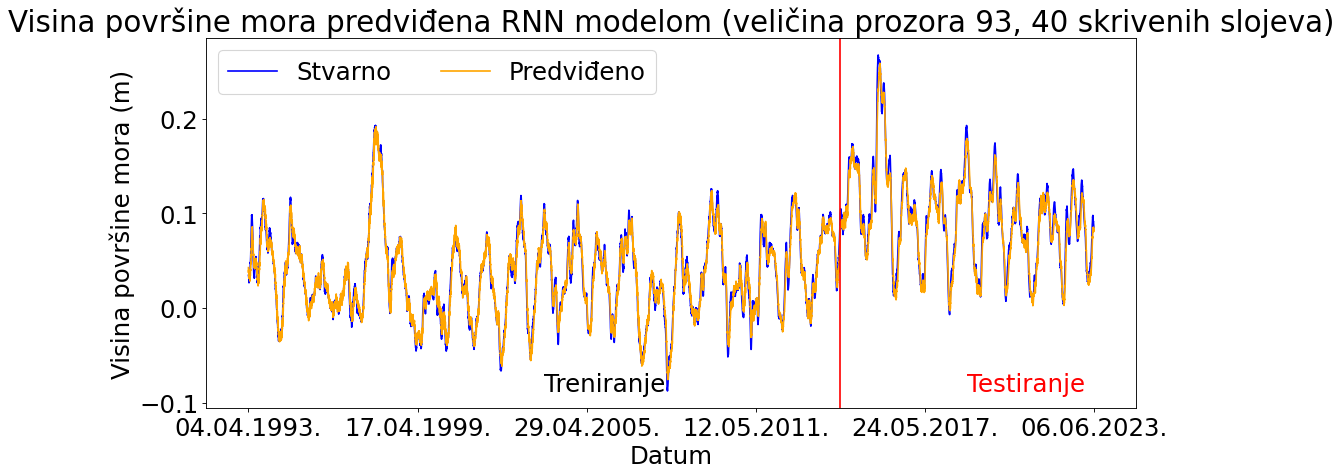 Visina površine mora predviđena RNN modelom (veličina prozora 93, 40 skrivenih slojeva)
Stvarno Predviđeno
Visina površine mora (m)
0.2
0.1
0.0
−0.1
Treniranje Testiranje
04.04.1993. 17.04.1999. 29.04.2005. 12.05.2011. 24.05.2017. 06.06.2023.
Datum